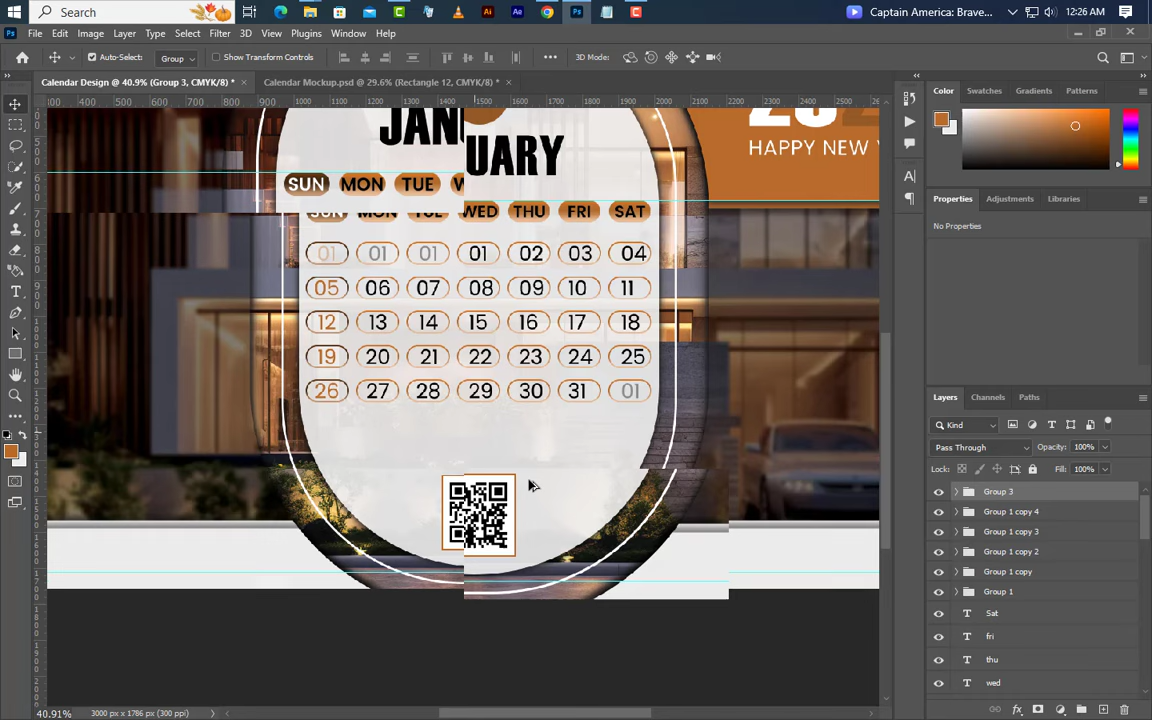 Search
Captain America: Brave...
12:26 AM
File Edit Image Layer Type Select Filter 3D View Plugins Window Help
Auto-Select: Group Show Transform Controls 3D Mode:
Calendar Design @ 40.9% (Group 3, CMYK/8) * ×
Calendar Mockup.psd @ 29.6% (Rectangle 12, CMYK/8) * ×
Color Swatches Gradients Patterns
HAPPY NEW Y
UARY
SUN MON TUE W
SUN MON TUE WED THU FRI SAT
01 01 01 01 02 03 04
05 06 07 08 09 10 11
12 13 14 15 16 17 18
19 20 21 22 23 24 25
26 27 28 29 30 31 01
Properties Adjustments Libraries
No Properties
Layers Channels Paths
Kind
Pass Through Opacity: 100%
Lock: Fill: 100%
Group 3
Group 1 copy 4
Group 1 copy 3
Group 1 copy 2
Group 1 copy
Group 1
Sat
fri
thu
wed
40.91% 3000 px x 1786 px (300 ppi)